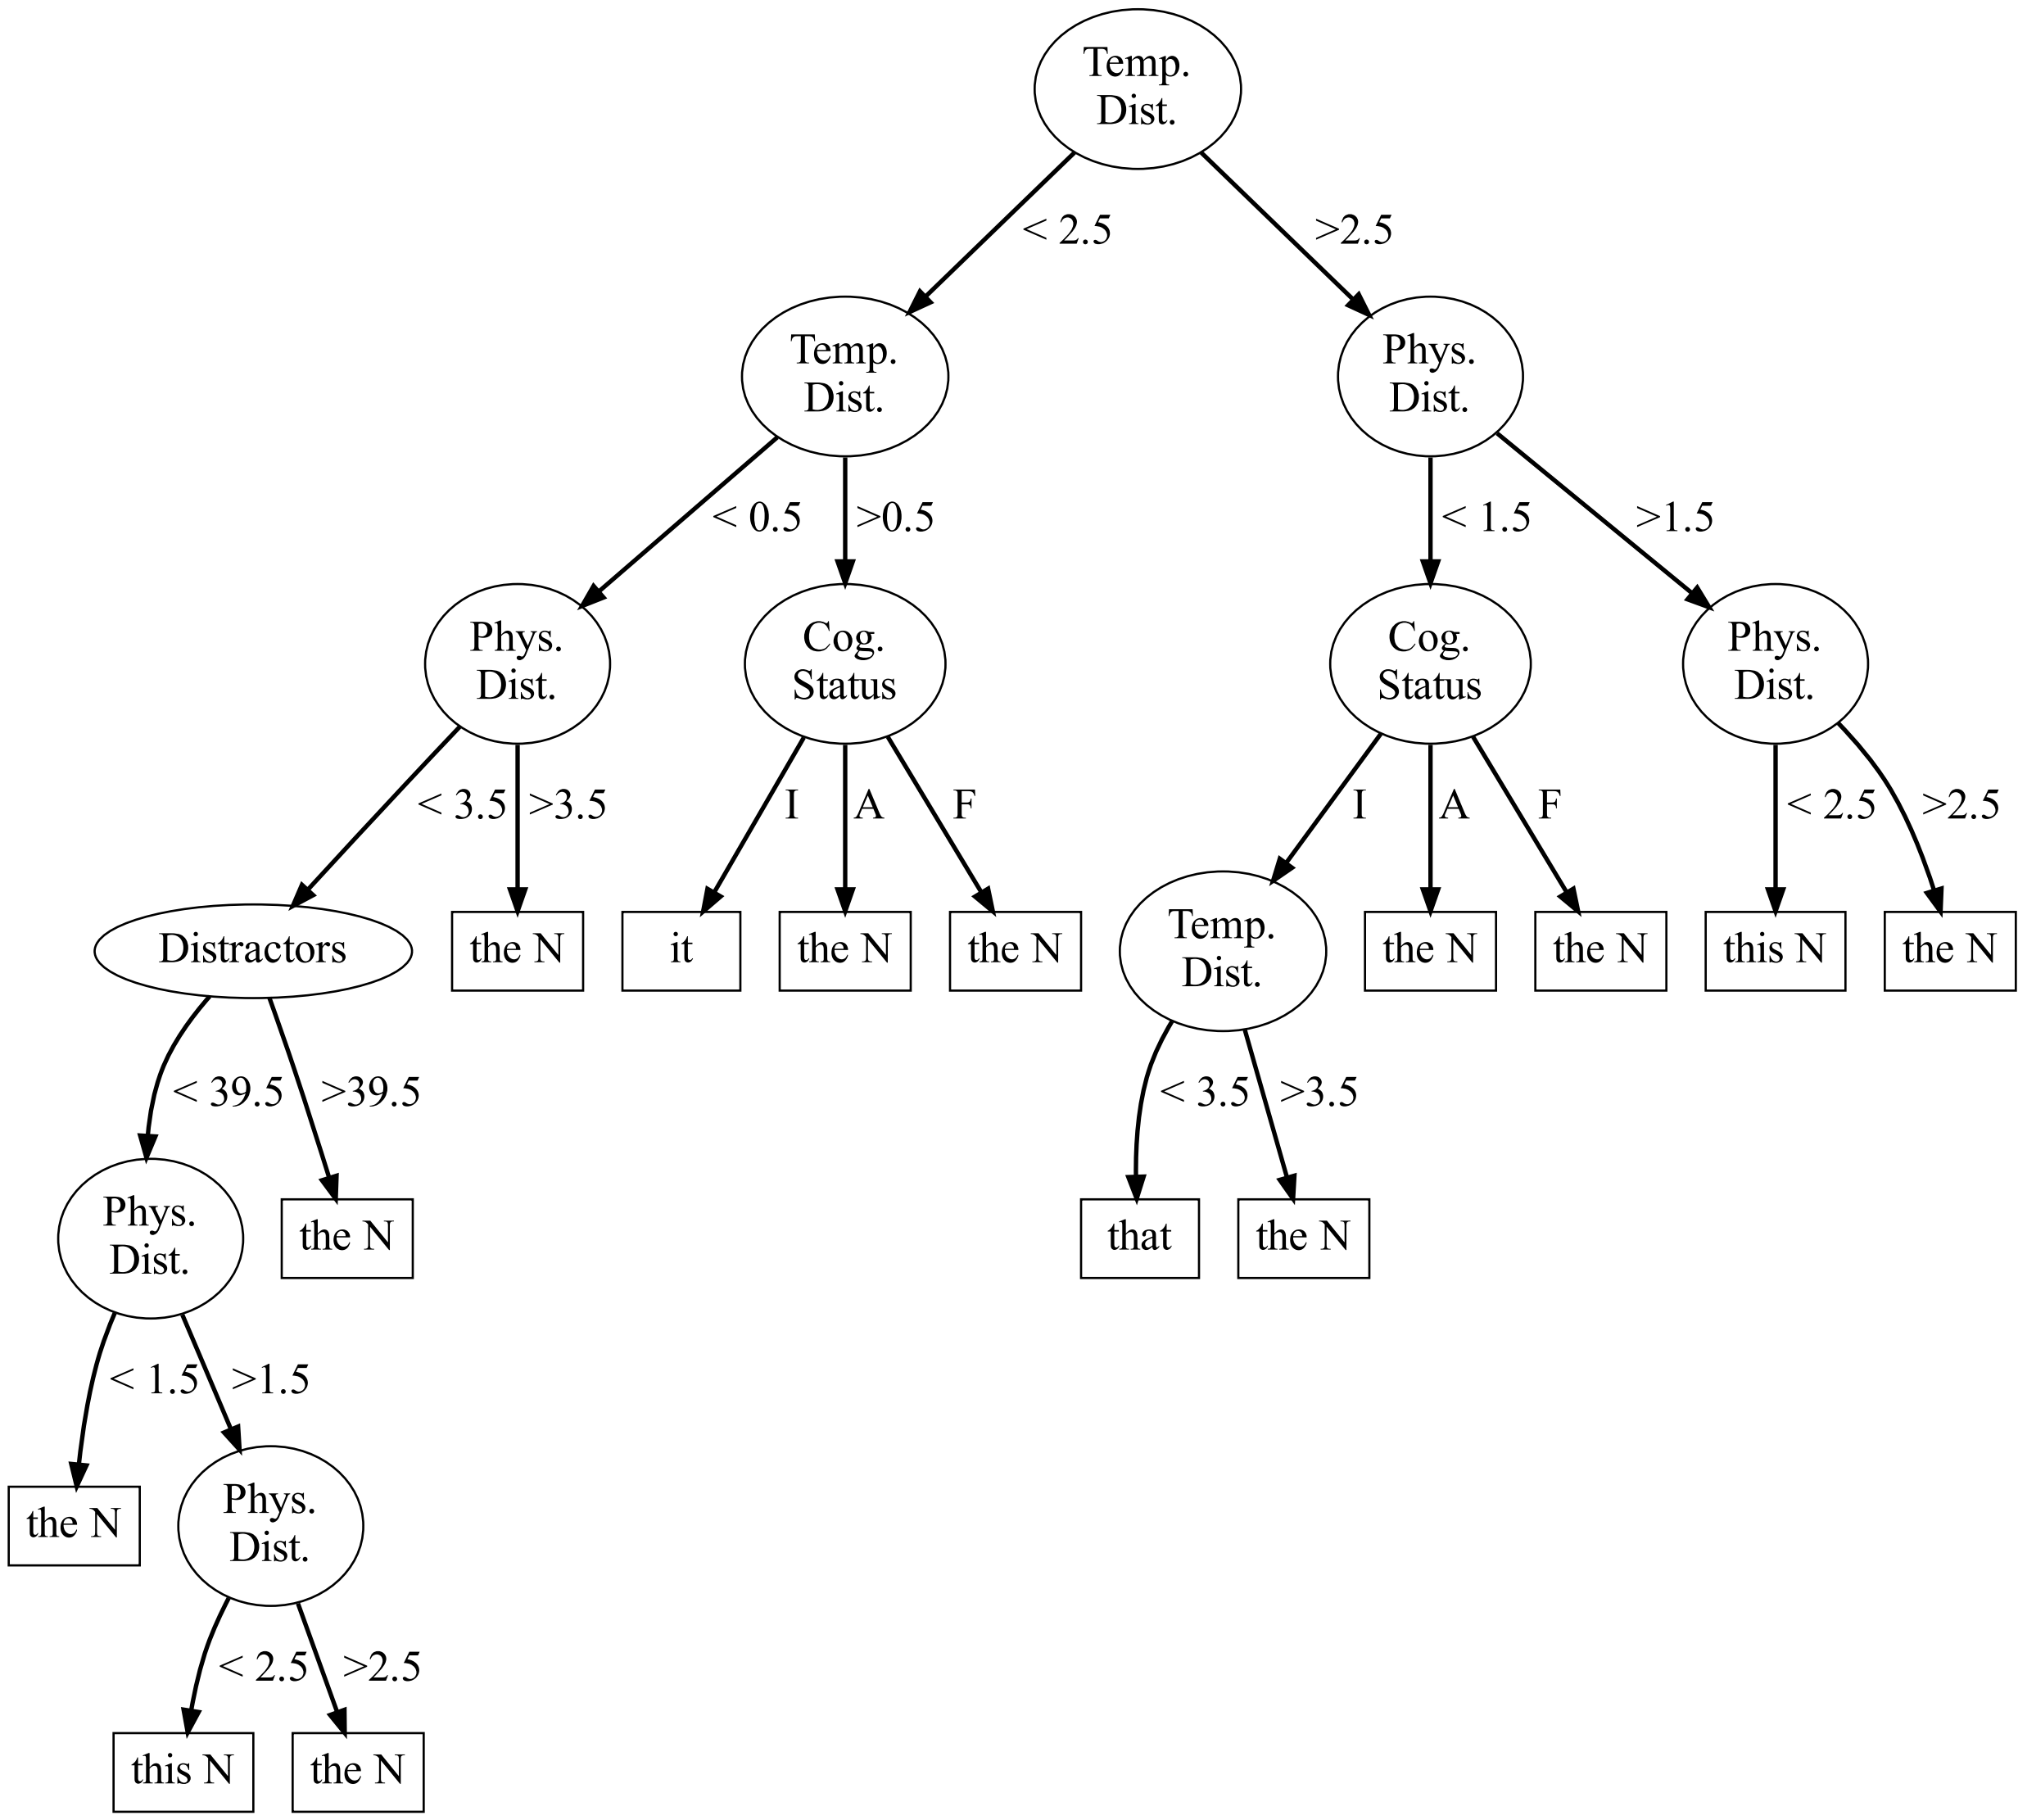 Temp.
Dist.
< 2.5
>2.5
Temp.
Dist.
Phys.
Dist.
< 0.5
>0.5
< 1.5
>1.5
Phys.
Dist.
Cog.
Status
Cog.
Status
Phys.
Dist.
< 3.5
>3.5
I
A
F
I
A
F
< 2.5
>2.5
Distractors
the N
it
the N
the N
Temp.
Dist.
the N
the N
this N
the N
< 39.5
>39.5
< 3.5
>3.5
Phys.
Dist.
the N
that
the N
< 1.5
>1.5
the N
Phys.
Dist.
< 2.5
>2.5
this N
the N